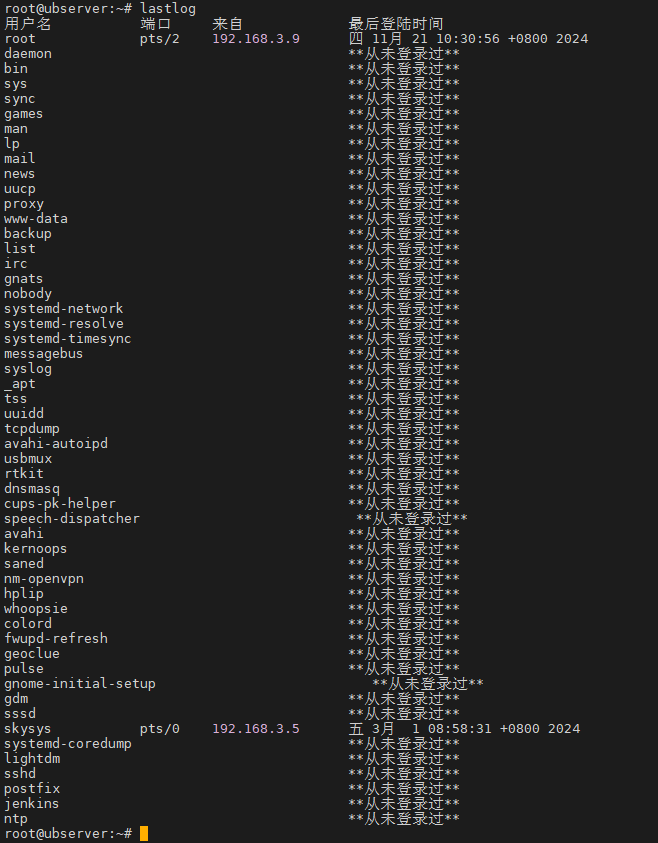 root@ubserver:~# lastlog
用户名 端口 来自 最后登陆时间
root pts/2 192.168.3.9 四 11月 21 10:30:56 +0800 2024
daemon **从未登录过**
bin **从未登录过**
sys **从未登录过**
sync **从未登录过**
games **从未登录过**
man **从未登录过**
lp **从未登录过**
mail **从未登录过**
news **从未登录过**
uucp **从未登录过**
proxy **从未登录过**
www-data **从未登录过**
backup **从未登录过**
list **从未登录过**
irc **从未登录过**
gnats **从未登录过**
nobody **从未登录过**
systemd-network **从未登录过**
systemd-resolve **从未登录过**
systemd-timesync **从未登录过**
messagebus **从未登录过**
syslog **从未登录过**
_apt **从未登录过**
tss **从未登录过**
uuidd **从未登录过**
tcpdump **从未登录过**
avahi-autoipd **从未登录过**
usbmux **从未登录过**
rtkit **从未登录过**
dnsmasq **从未登录过**
cups-pk-helper **从未登录过**
speech-dispatcher **从未登录过**
avahi **从未登录过**
kernoops **从未登录过**
saned **从未登录过**
nm-openvpn **从未登录过**
hplip **从未登录过**
whoopsie **从未登录过**
colord **从未登录过**
fwupd-refresh **从未登录过**
geoclue **从未登录过**
pulse **从未登录过**
gnome-initial-setup **从未登录过**
gdm **从未登录过**
sssd **从未登录过**
skysys pts/0 192.168.3.5 五 3月 1 08:58:31 +0800 2024
systemd-coredump **从未登录过**
lightdm **从未登录过**
sshd **从未登录过**
postfix **从未登录过**
jenkins **从未登录过**
ntp **从未登录过**
root@ubserver:~#